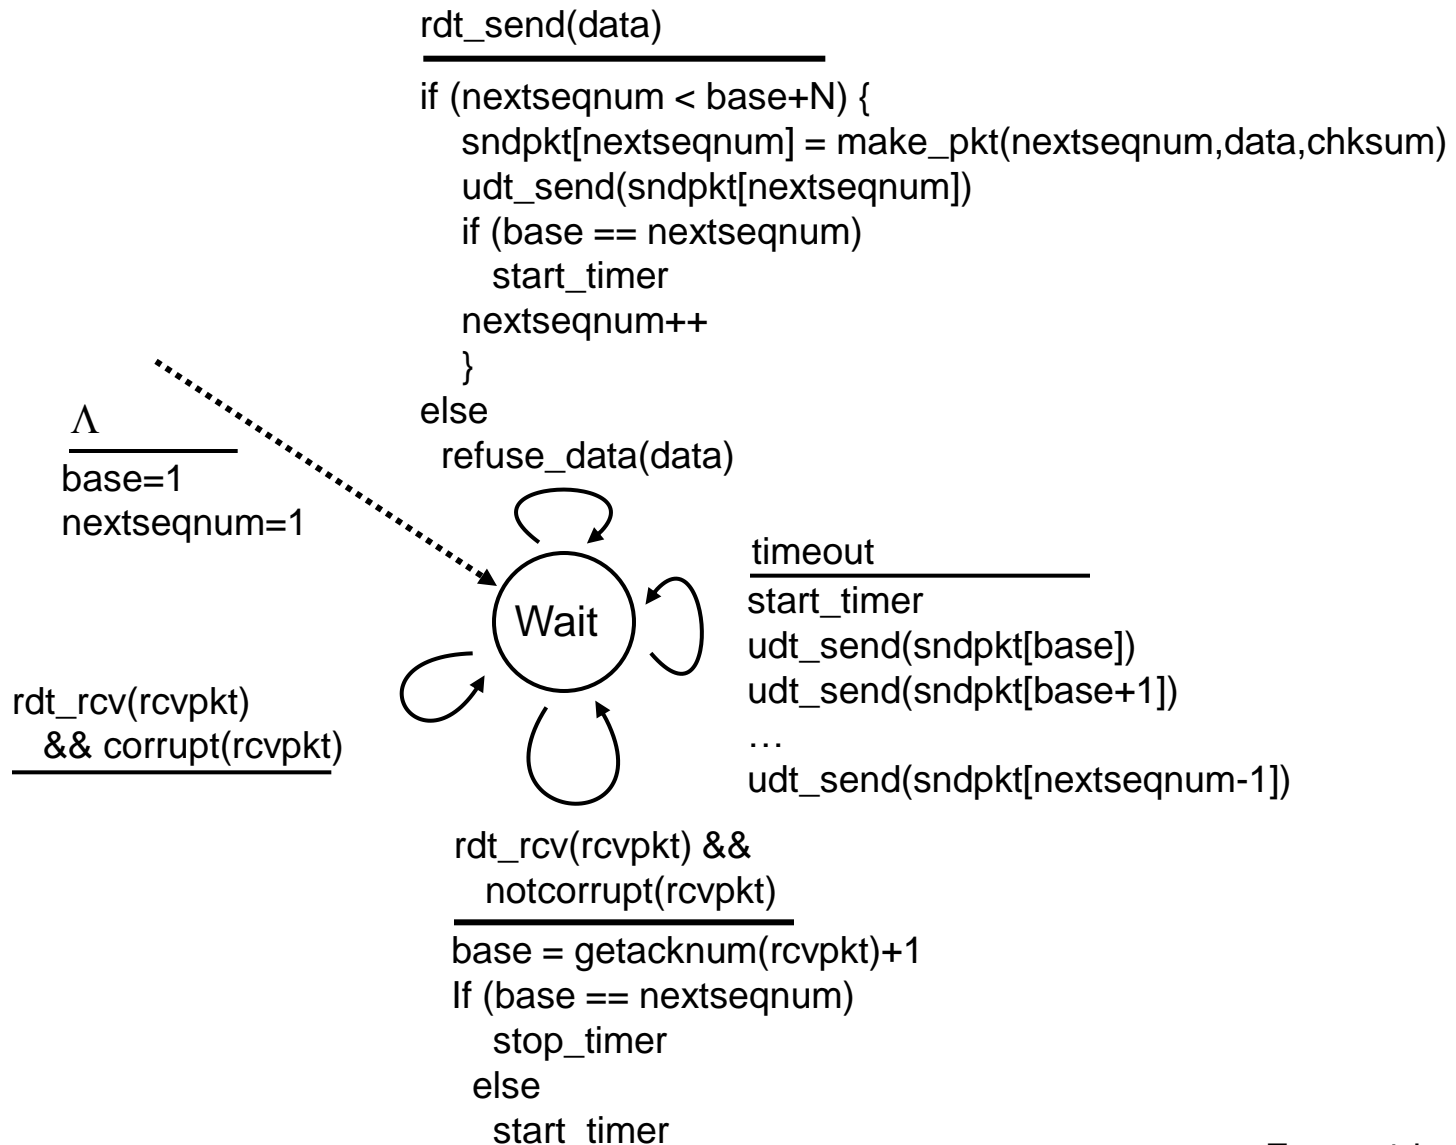 rdt_send(data)
if (nextseqnum < base+N) {
sndpkt[nextseqnum] = make_pkt(nextseqnum,data,chksum)
udt_send(sndpkt[nextseqnum])
if (base == nextseqnum)
start_timer
nextseqnum++
}
else
refuse_data(data)
Λ
base=1
nextseqnum=1
Wait
timeout
start_timer
udt_send(sndpkt[base])
udt_send(sndpkt[base+1])
…
udt_send(sndpkt[nextseqnum-1])
rdt_rcv(rcvpkt)
&& corrupt(rcvpkt)
rdt_rcv(rcvpkt) &&
notcorrupt(rcvpkt)
base = getacknum(rcvpkt)+1
If (base == nextseqnum)
stop_timer
else
start_timer